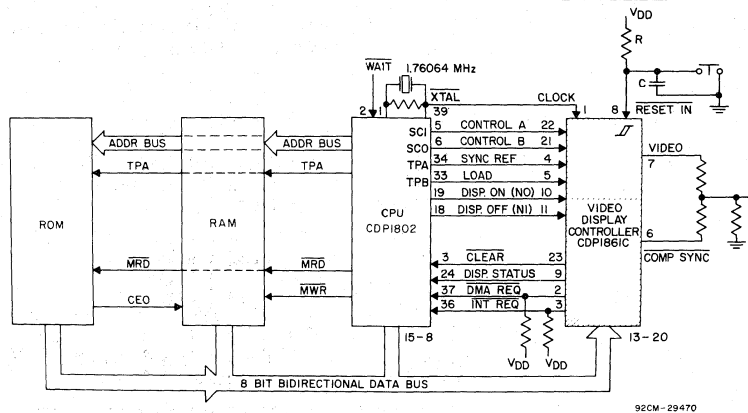 VDD
R
WAIT
1.76064 MHz
C
2 1
XTAL
39
CLOCK
1
8 RESET IN
ADDR BUS
ADDR BUS
SCI 5 CONTROL A 22
SCO 6 CONTROL B 21
TPA TPA
TPA 34 SYNC REF 4
TPB 33 LOAD 5
19 DISP. ON (NO) 10
18 DISP. OFF (NI) 11
VIDEO
7
ROM
RAM
CPU
CDP1802
VIDEO
DISPLAY
CONTROLLER
CDP1861C
6
COMP SYNC
3 CLEAR 23
24 DISP. STATUS 9
MRD MRD
37 DMA REQ 2
CEO
MWR
36 INT REQ 3
15-8
13-20
VDD VDD
8 BIT BIDIRECTIONAL DATA BUS
92CM-29470